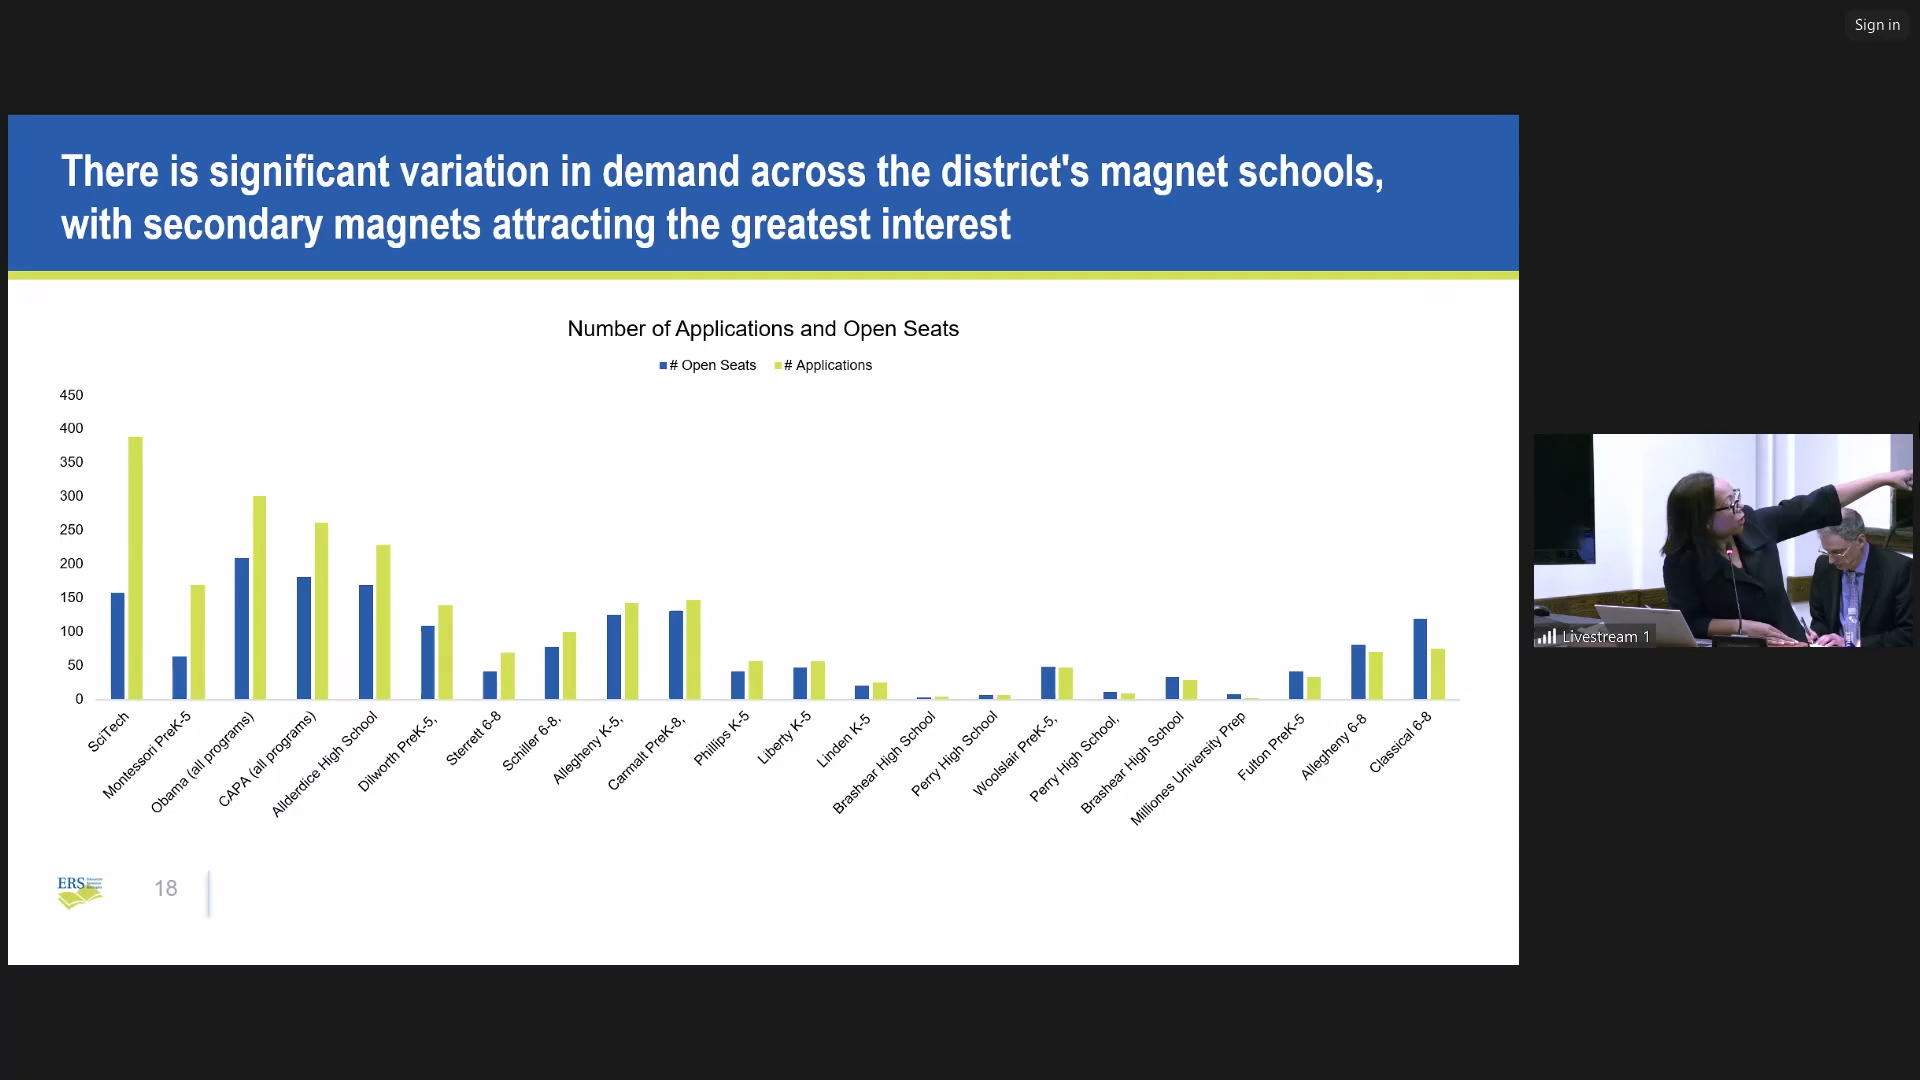 Sign in
There is significant variation in demand across the district's magnet schools,
with secondary magnets attracting the greatest interest
Number of Applications and Open Seats
# Open Seats # Applications
450
400
350
300
250
200
150
100
50
0
SciTech
Montessori PreK-5
Obama (all programs)
CAPA (all programs)
Allderdice High School
Dilworth PreK-5,
Sterrett 6-8
Schiller 6-8,
Allegheny K-5,
Carmalt PreK-8,
Phillips K-5
Liberty K-5
Linden K-5
Brashear High School
Perry High School
Woolslair PreK-5,
Perry High School,
Brashear High School
Milliones University Prep
Fulton PreK-5
Allegheny 6-8
Classical 6-8
ERS
18
Livestream 1